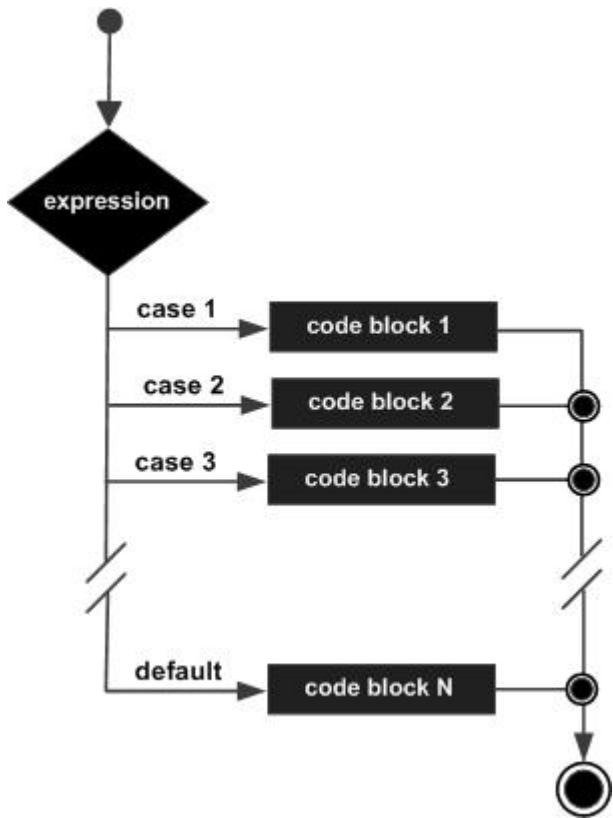 expression
case 1
code block 1
case 2
code block 2
case 3
code block 3
default
code block N